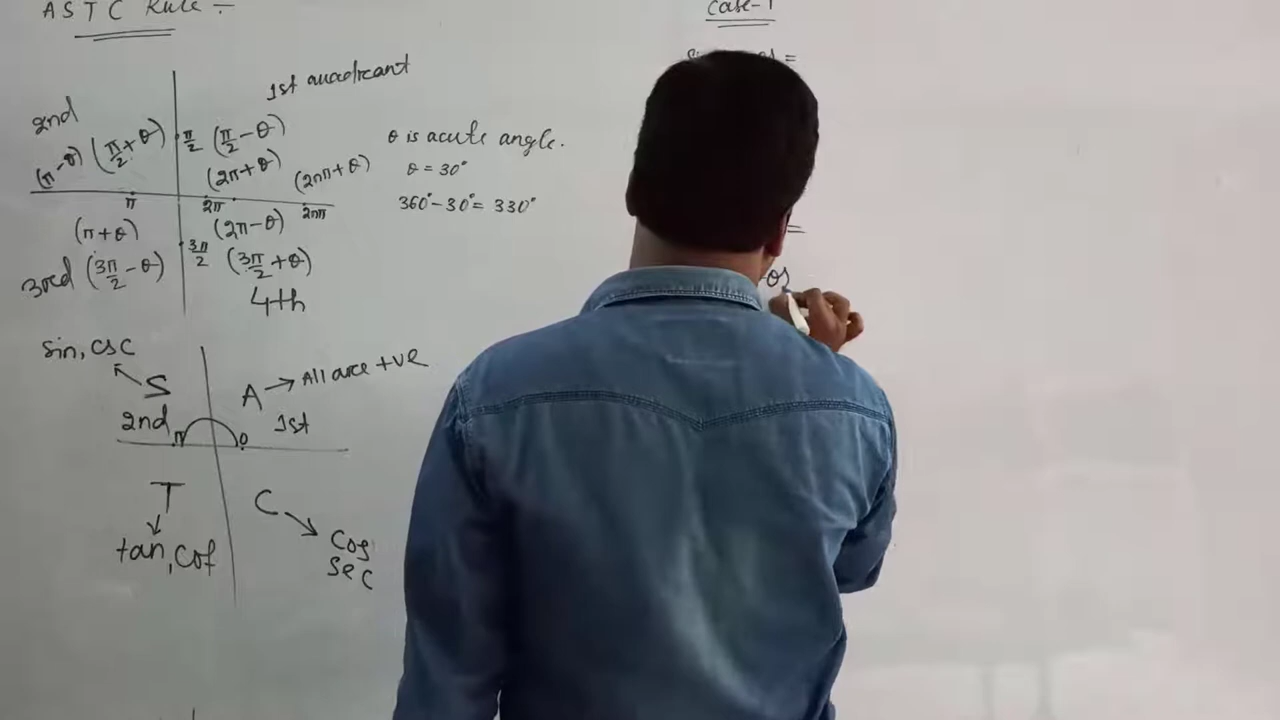 ASTC Rule :-
1st quadrant
2nd
(π-θ) (π/2+θ) π/2 (π/2-θ)
(2π+θ) (2nπ+θ)
π 2π 2nπ
(π+θ) (2π-θ)
3rd (3π/2-θ) 3π/2 (3π/2+θ)
4th
θ is acute angle.
θ = 30°
360°-30°= 330°
sin, csc
S A → All are +ve
2nd π 0 1st
T C
tan, cot
Cos
Sec
Case-1
=
=